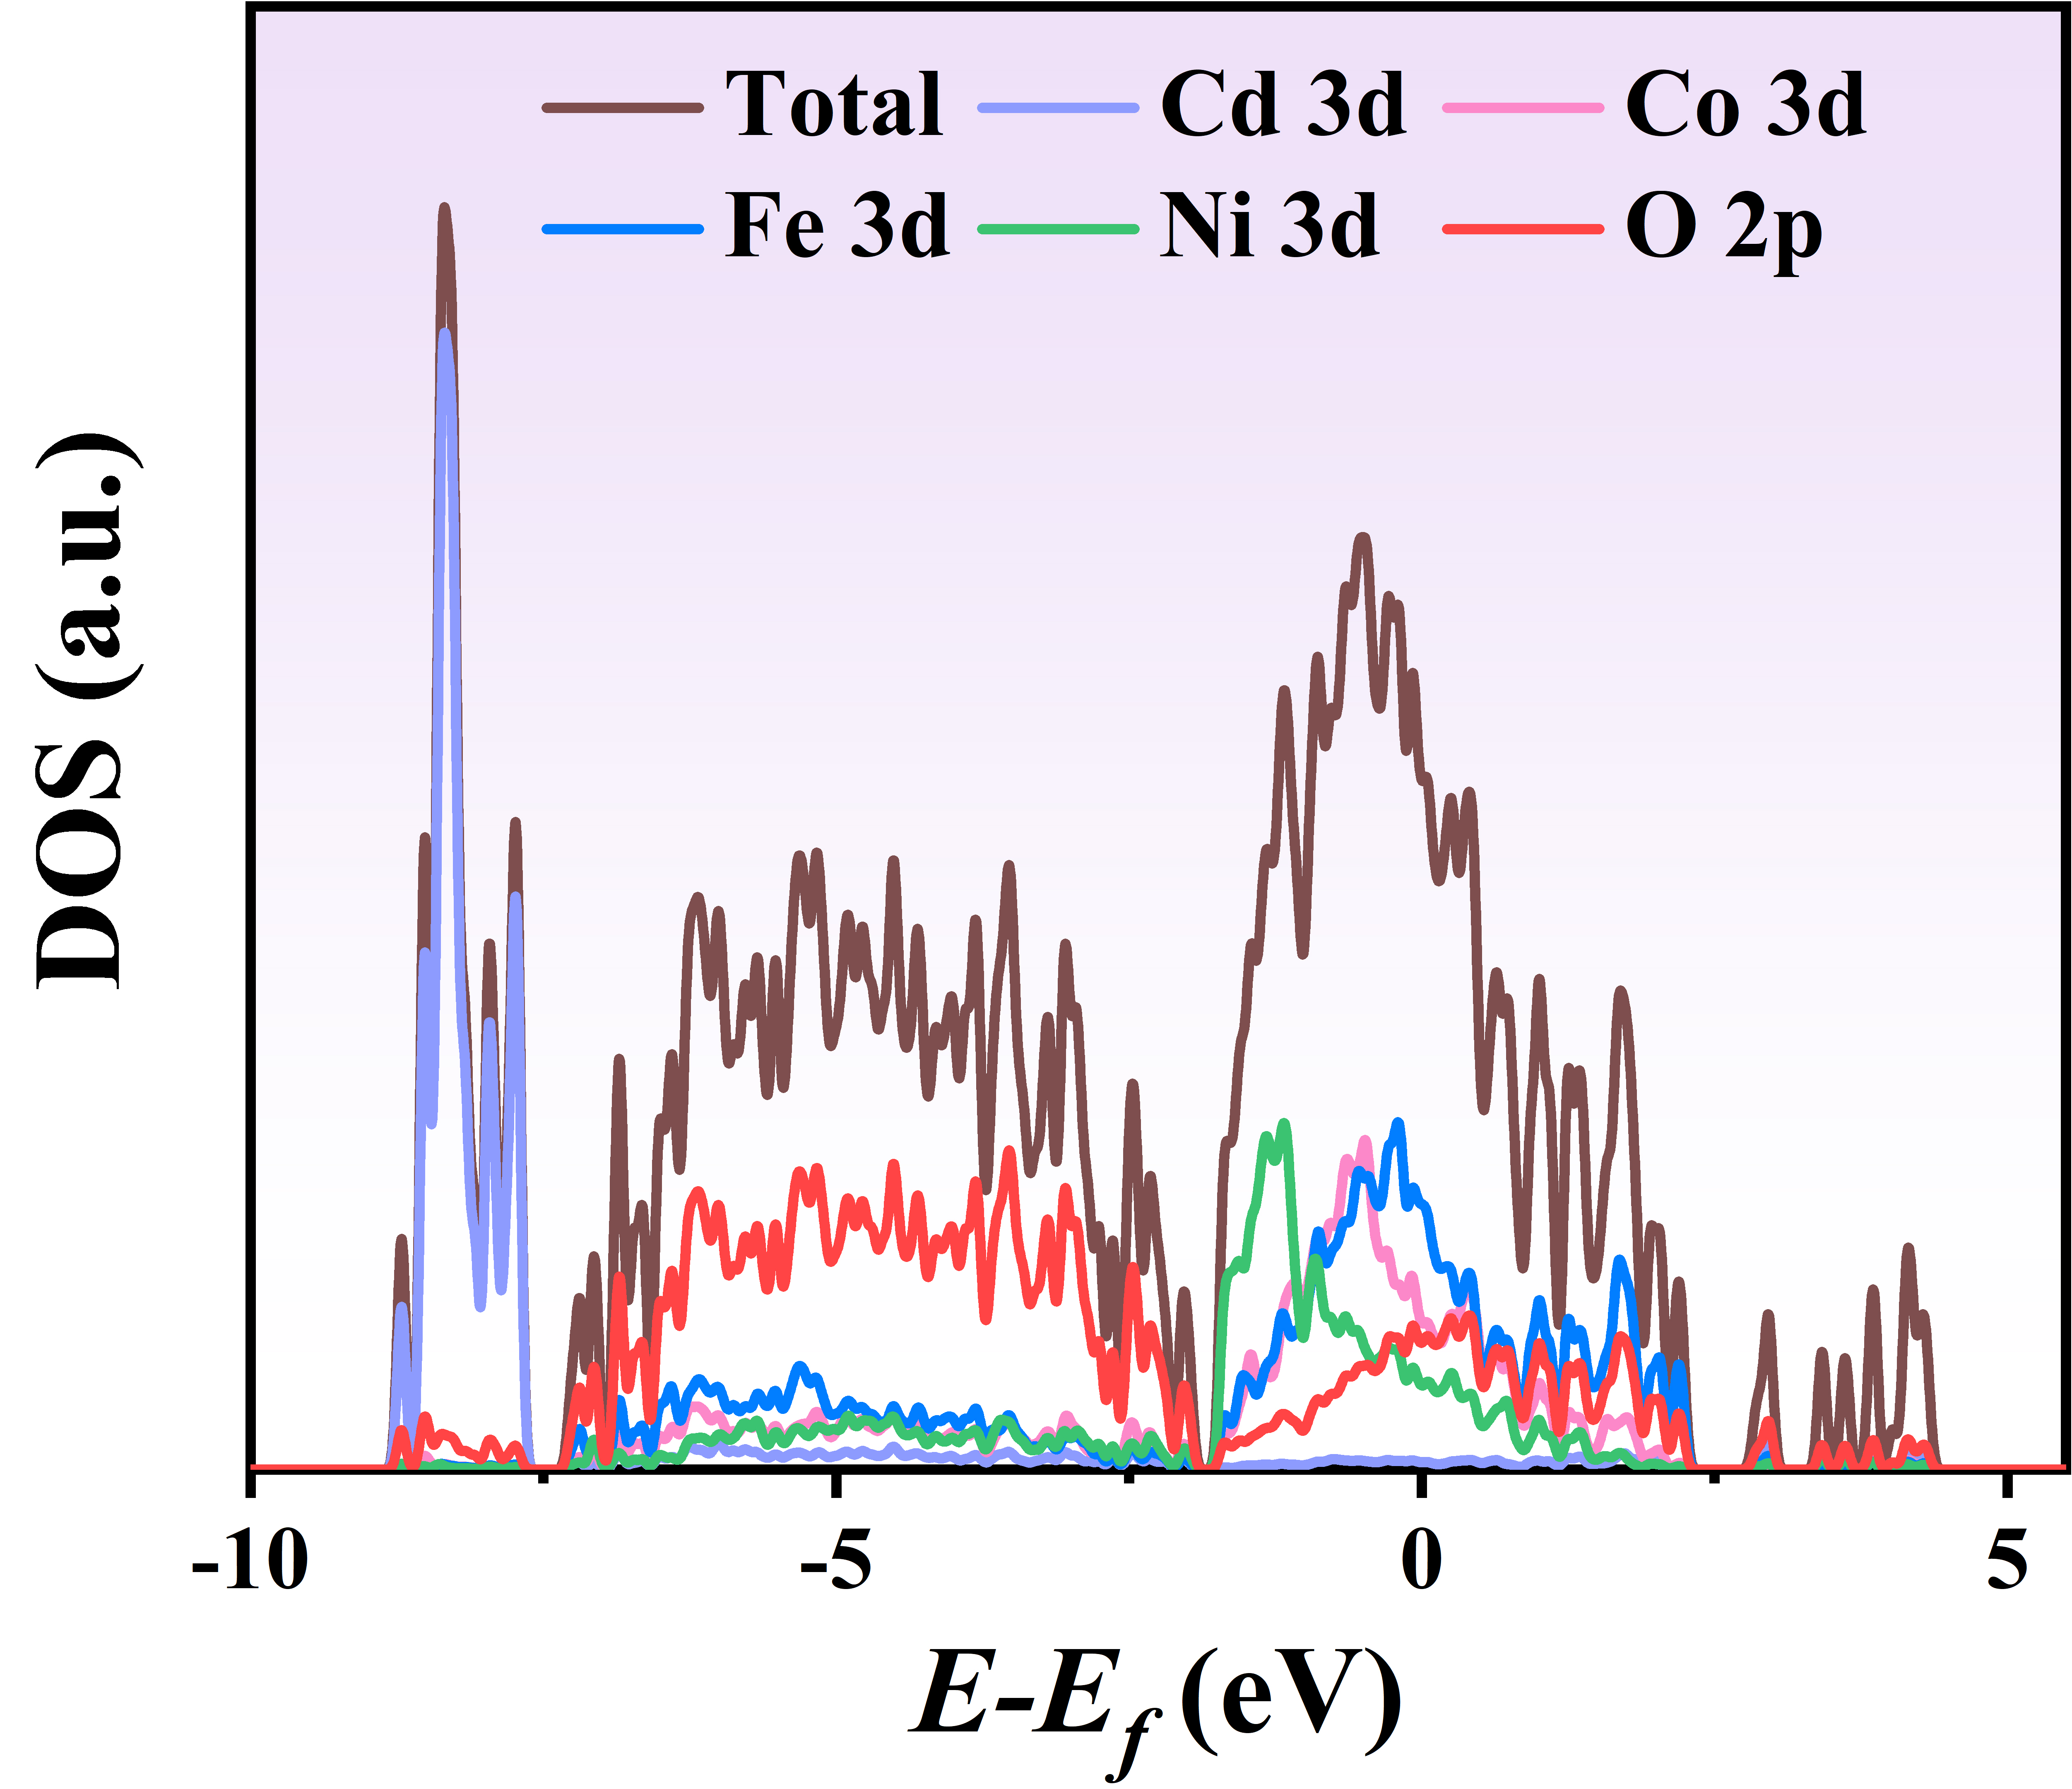 Total Cd 3d Co 3d
Fe 3d Ni 3d O 2p
DOS (a.u.)
-10 -5 0 5
E-Ef (eV)